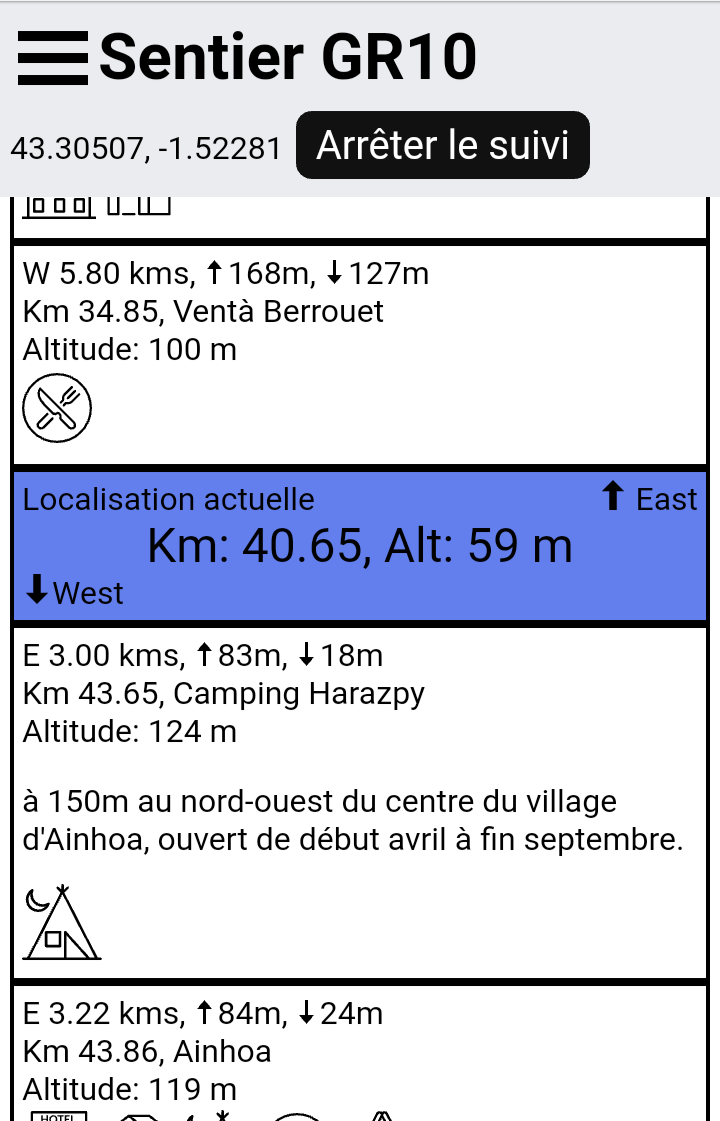 Sentier GR10
43.30507, -1.52281 Arrêter le suivi
W 5.80 kms, ↑168m, ↓127m
Km 34.85, Ventà Berrouet
Altitude: 100 m
Localisation actuelle ↑ East
Km: 40.65, Alt: 59 m
↓West
E 3.00 kms, ↑83m, ↓18m
Km 43.65, Camping Harazpy
Altitude: 124 m
à 150m au nord-ouest du centre du village
d'Ainhoa, ouvert de début avril à fin septembre.
E 3.22 kms, ↑84m, ↓24m
Km 43.86, Ainhoa
Altitude: 119 m
HOTEL